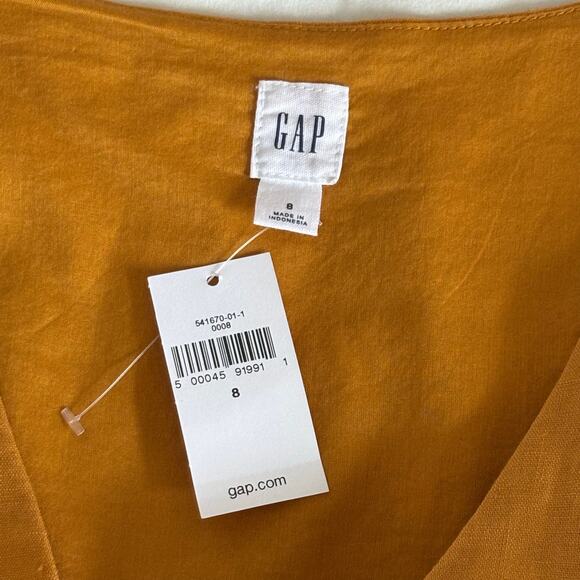 GAP
8
MADE IN
INDONESIA
541670-01-1
0008
5 00045 91991 1
8
gap.com